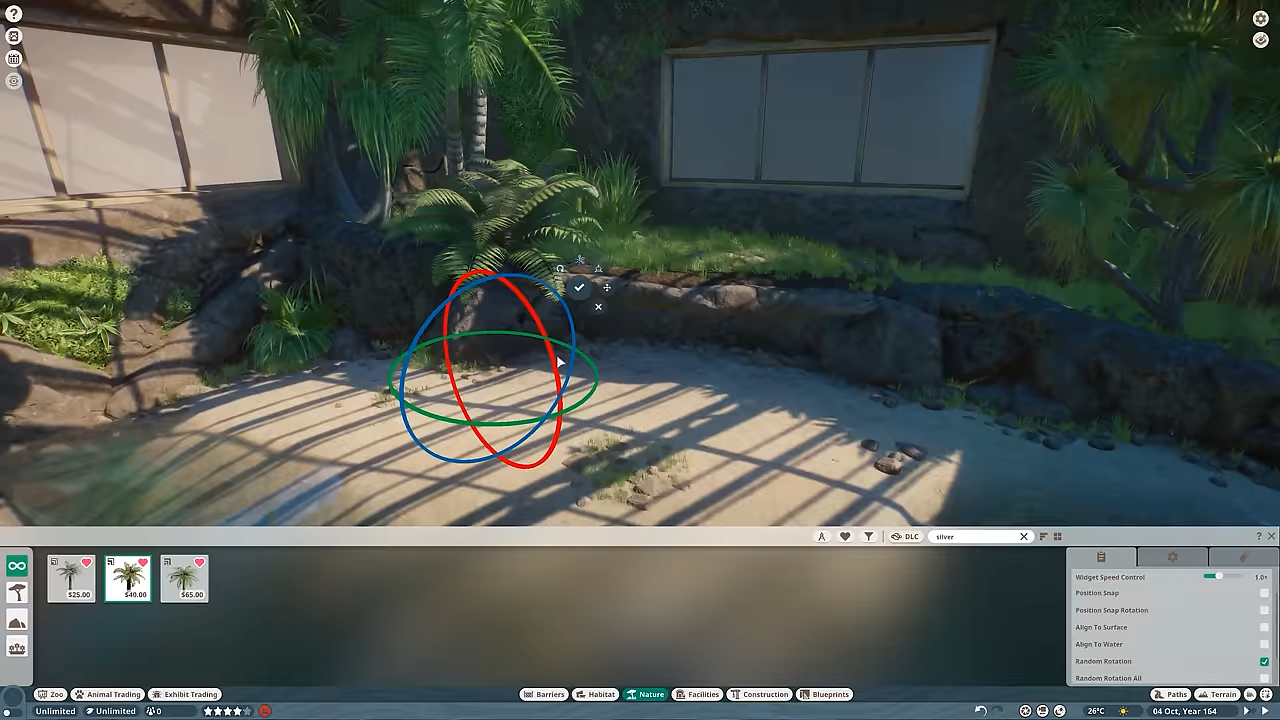 ?
DLC
silver
?
$25.00
$40.00
$65.00
Widget Speed Control
1.0×
Position Snap
Position Snap Rotation
Align To Surface
Align To Water
Random Rotation
Random Rotation All
Zoo
Animal Trading
Exhibit Trading
Barriers
Habitat
Nature
Facilities
Construction
Blueprints
Paths
Terrain
Unlimited
Unlimited
0
26°C
04 Oct, Year 164